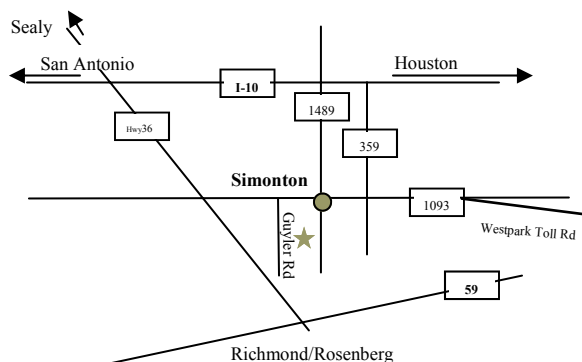 Sealy
San Antonio
Houston
I-10
1489
Hwy36
359
Simonton
1093
Guyler Rd
Westpark Toll Rd
59
Richmond/Rosenberg